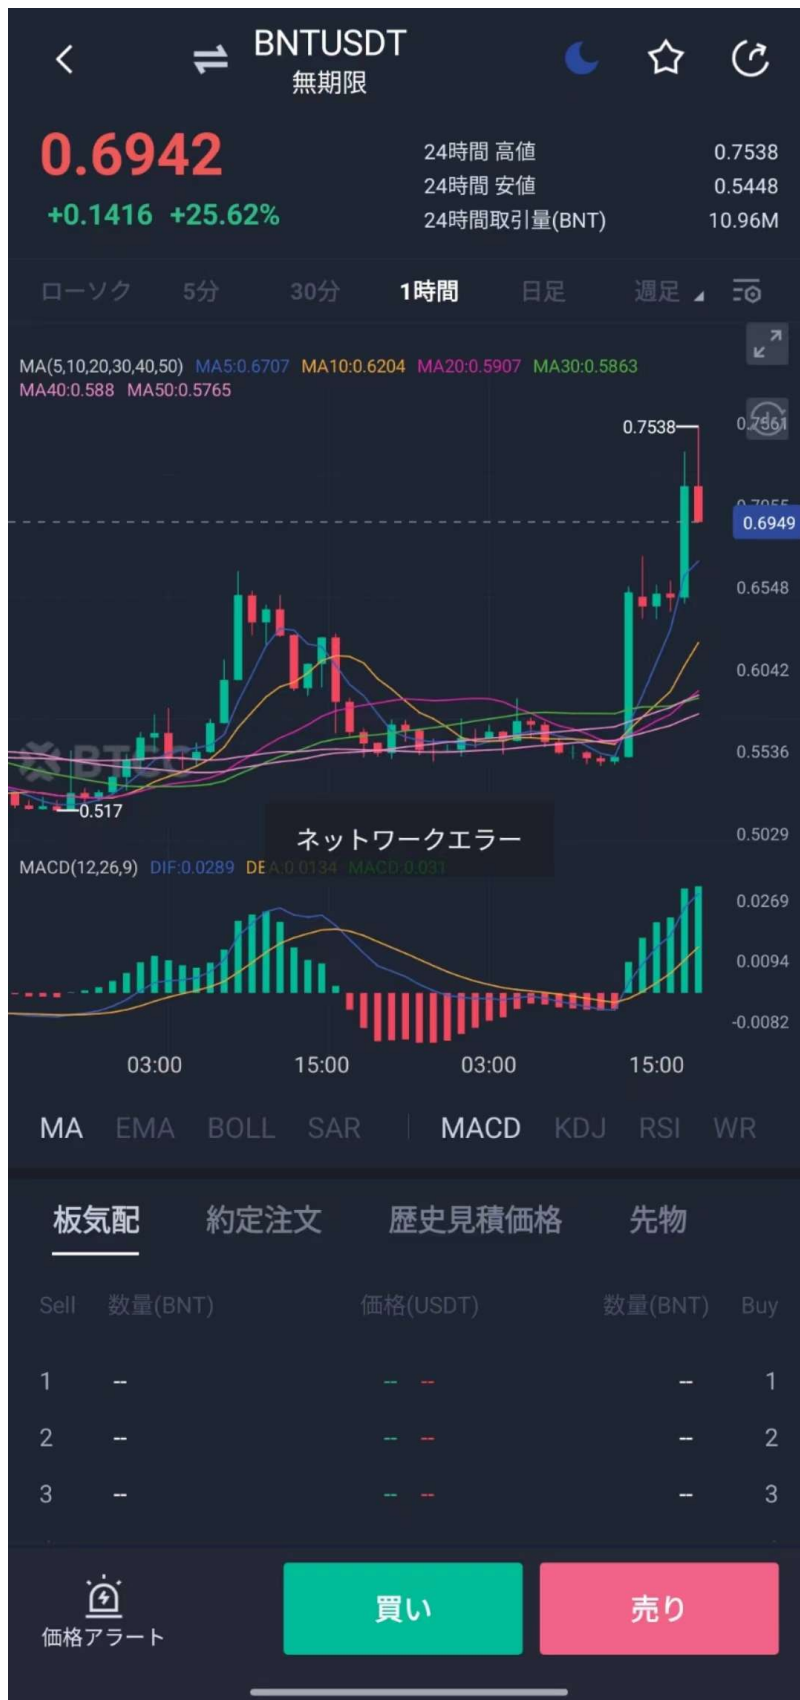 BNTUSDT
無期限
0.6942
+0.1416 +25.62%
24時間 高値 0.7538
24時間 安値 0.5448
24時間取引量(BNT) 10.96M
ローソク 5分 30分 1時間 日足 週足
MA(5,10,20,30,40,50) MA5:0.6707 MA10:0.6204 MA20:0.5907 MA30:0.5863
MA40:0.588 MA50:0.5765
0.7538
0.7561
0.6949
0.6548
0.6042
BTCC
0.5536
0.517
0.5029
ネットワークエラー
MACD(12,26,9) DIF:0.0289 DEA:0.0134 MACD:0.031
0.0269
0.0094
-0.0082
03:00 15:00 03:00 15:00
MA EMA BOLL SAR MACD KDJ RSI WR
板気配 約定注文 歴史見積価格 先物
Sell 数量(BNT) 価格(USDT) 数量(BNT) Buy
1 -- -- -- -- 1
2 -- -- -- -- 2
3 -- -- -- -- 3
価格アラート 買い 売り